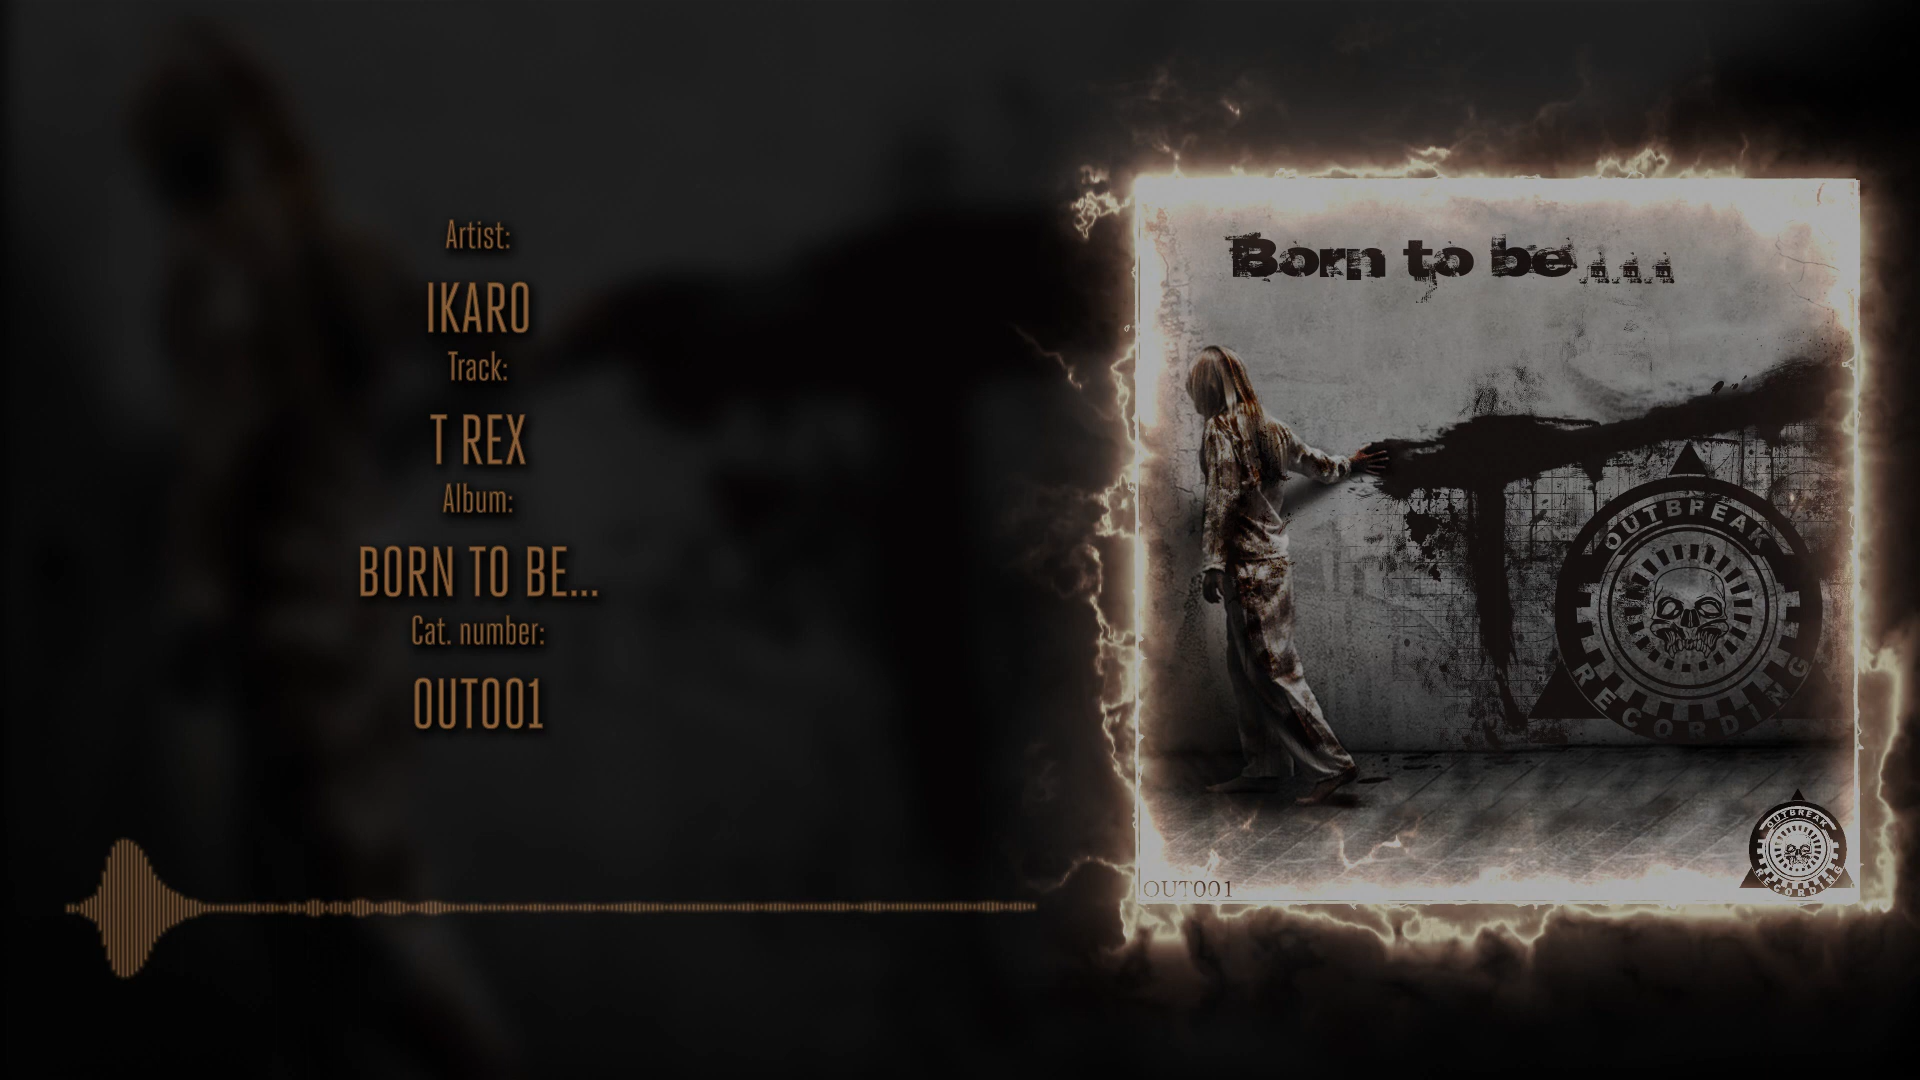 Artist:
IKARO
Track:
T REX
Album:
BORN TO BE...
Cat. number:
OUT001
Born to be....
OUTBREAK
RECORDING
OUT001
OUTBREAK
RECORDING